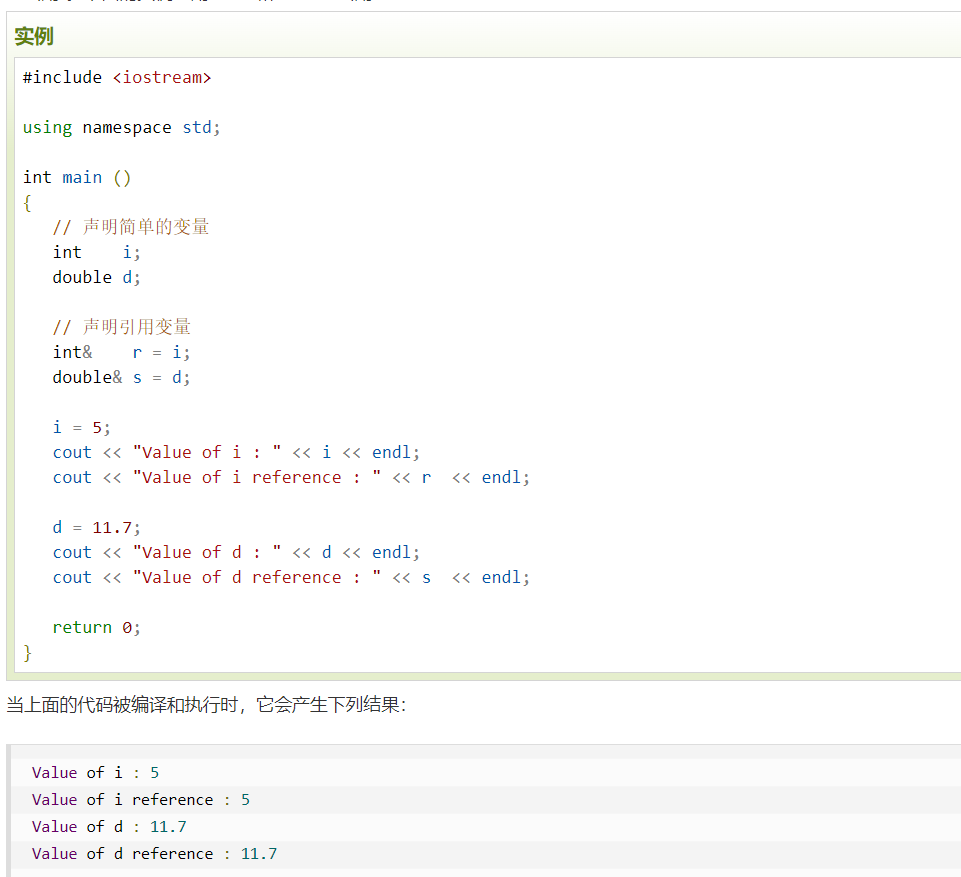 实例
#include <iostream>
using namespace std;
int main ()
{
   // 声明简单的变量
   int    i;
   double d;
   // 声明引用变量
   int&    r = i;
   double& s = d;
   i = 5;
   cout << "Value of i : " << i << endl;
   cout << "Value of i reference : " << r  << endl;
   d = 11.7;
   cout << "Value of d : " << d << endl;
   cout << "Value of d reference : " << s  << endl;
   return 0;
}
当上面的代码被编译和执行时，它会产生下列结果：
Value of i : 5
Value of i reference : 5
Value of d : 11.7
Value of d reference : 11.7